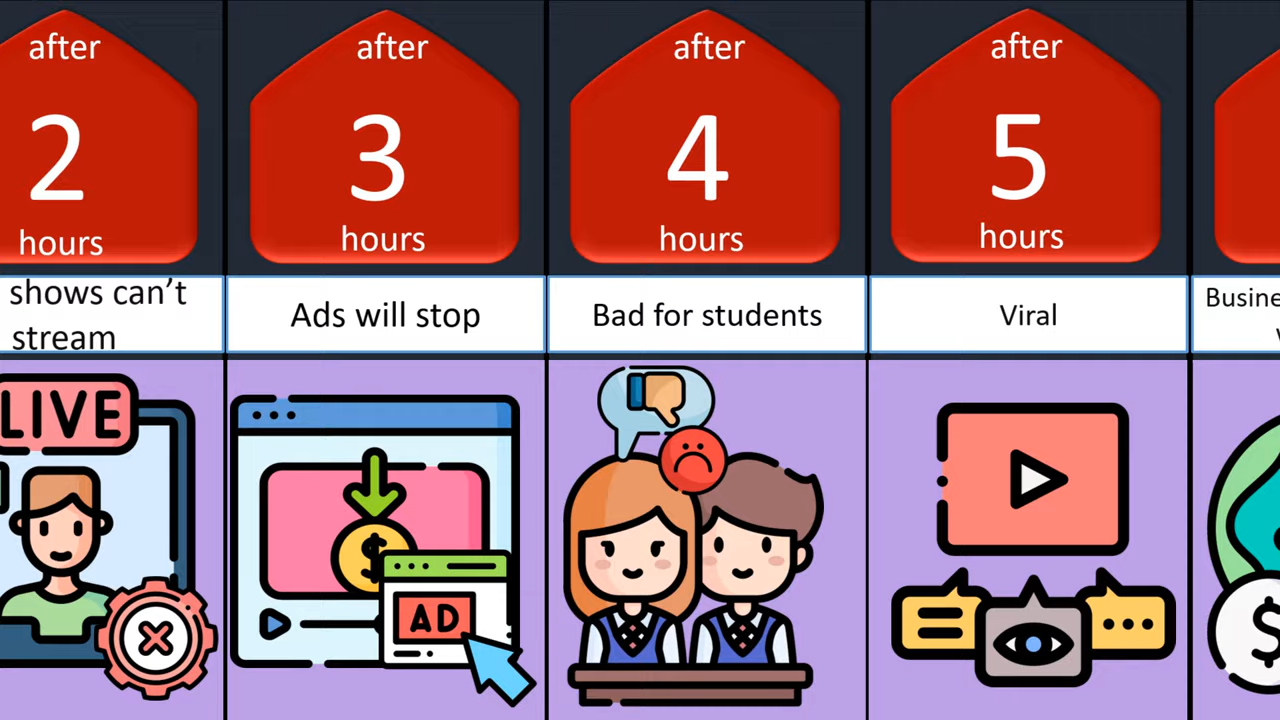 after
2
hours
shows can't
stream
LIVE
after
3
hours
Ads will stop
$
AD
after
4
hours
Bad for students
after
5
hours
Viral
$